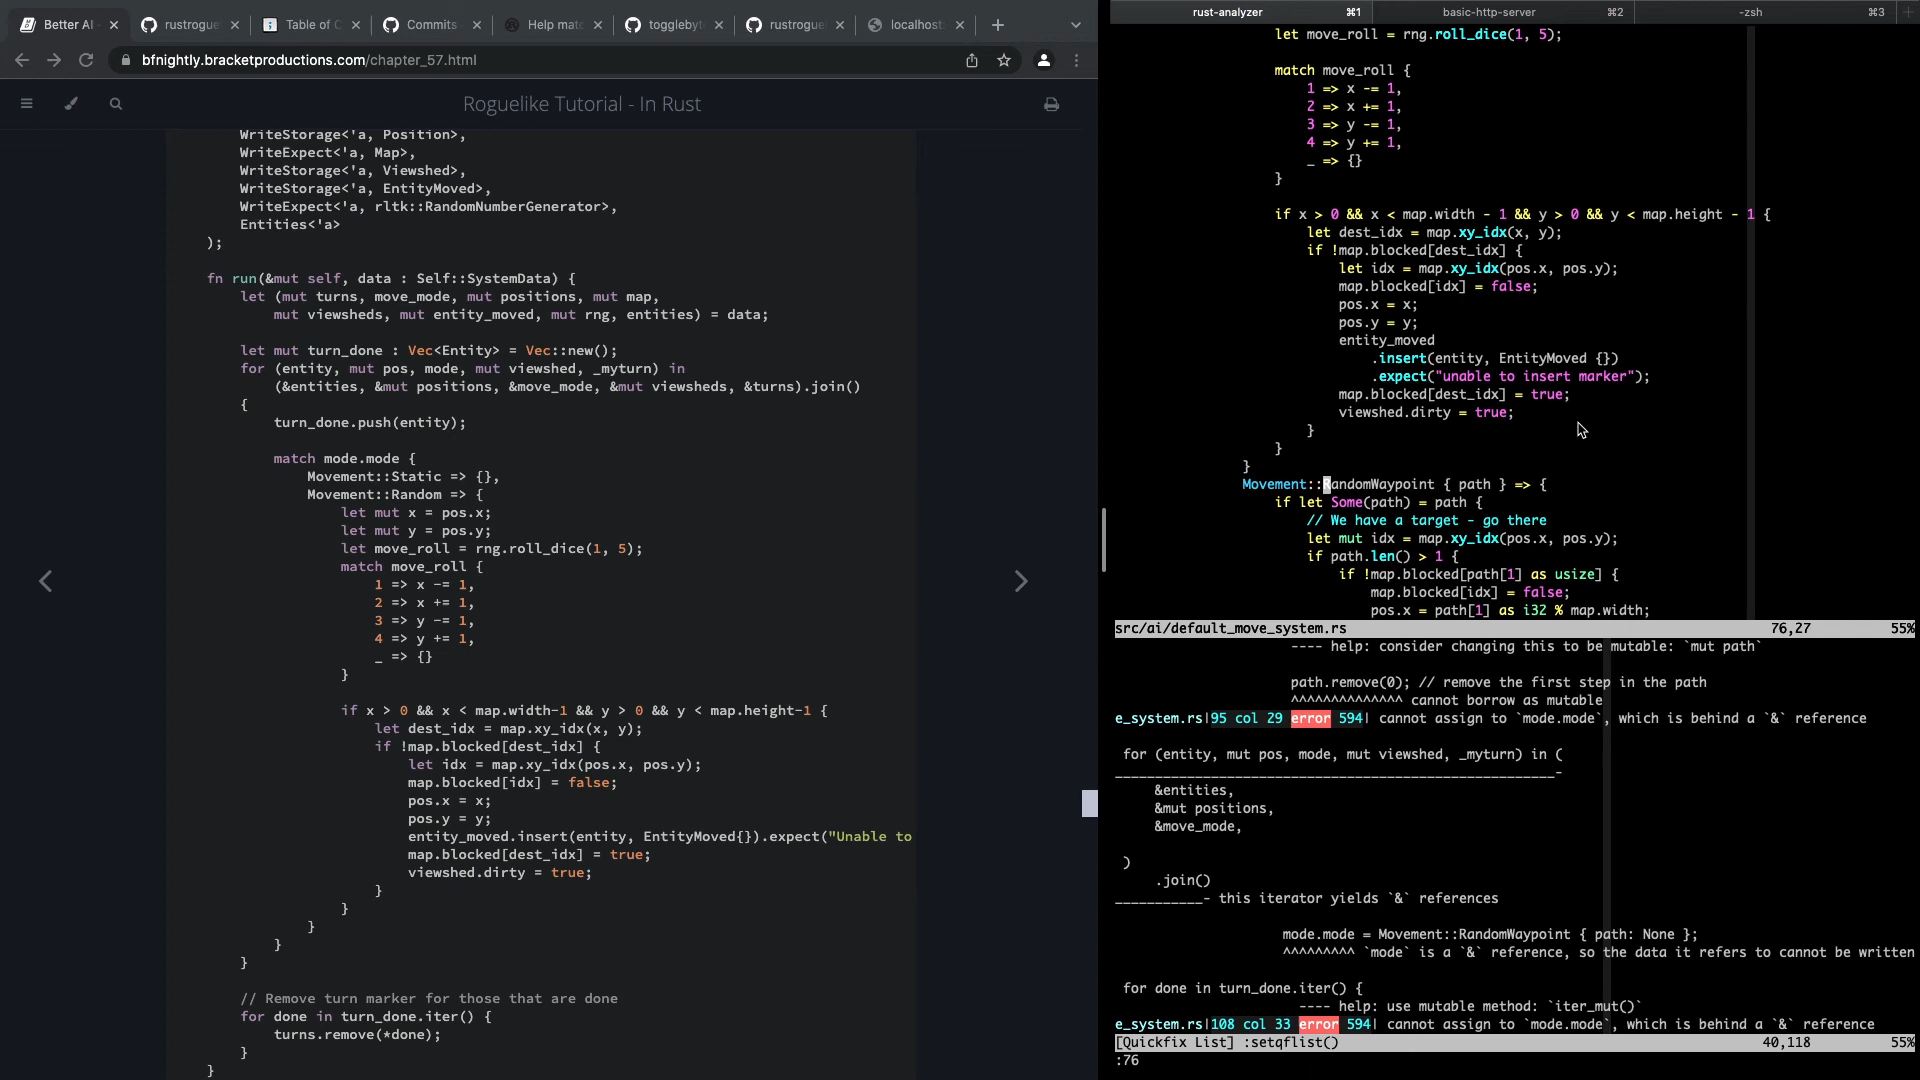 Better AI
rustrogue
Table of C
Commits
Help mat
togglebyt
rustrogue
localhost
bfnightly.bracketproductions.com/chapter_57.html
Roguelike Tutorial - In Rust
WriteStorage<'a, Position>,
WriteExpect<'a, Map>,
WriteStorage<'a, Viewshed>,
WriteStorage<'a, EntityMoved>,
WriteExpect<'a, rltk::RandomNumberGenerator>,
Entities<'a>
);
fn run(&mut self, data : Self::SystemData) {
let (mut turns, move_mode, mut positions, mut map,
mut viewsheds, mut entity_moved, mut rng, entities) = data;
let mut turn_done : Vec<Entity> = Vec::new();
for (entity, mut pos, mode, mut viewshed, _myturn) in
(&entities, &mut positions, &move_mode, &mut viewsheds, &turns).join()
{
turn_done.push(entity);
match mode.mode {
Movement::Static => {},
Movement::Random => {
let mut x = pos.x;
let mut y = pos.y;
let move_roll = rng.roll_dice(1, 5);
match move_roll {
1 => x -= 1,
2 => x += 1,
3 => y -= 1,
4 => y += 1,
_ => {}
}
if x > 0 && x < map.width-1 && y > 0 && y < map.height-1 {
let dest_idx = map.xy_idx(x, y);
if !map.blocked[dest_idx] {
let idx = map.xy_idx(pos.x, pos.y);
map.blocked[idx] = false;
pos.x = x;
pos.y = y;
entity_moved.insert(entity, EntityMoved{}).expect("Unable to
map.blocked[dest_idx] = true;
viewshed.dirty = true;
}
}
}
}
}
// Remove turn marker for those that are done
for done in turn_done.iter() {
turns.remove(*done);
}
}
rust-analyzer ⌘1
basic-http-server ⌘2
-zsh ⌘3
let move_roll = rng.roll_dice(1, 5);
match move_roll {
1 => x -= 1,
2 => x += 1,
3 => y -= 1,
4 => y += 1,
_ => {}
}
if x > 0 && x < map.width - 1 && y > 0 && y < map.height - 1 {
let dest_idx = map.xy_idx(x, y);
if !map.blocked[dest_idx] {
let idx = map.xy_idx(pos.x, pos.y);
map.blocked[idx] = false;
pos.x = x;
pos.y = y;
entity_moved
.insert(entity, EntityMoved {})
.expect("unable to insert marker");
map.blocked[dest_idx] = true;
viewshed.dirty = true;
}
}
}
Movement::RandomWaypoint { path } => {
if let Some(path) = path {
// We have a target - go there
let mut idx = map.xy_idx(pos.x, pos.y);
if path.len() > 1 {
if !map.blocked[path[1] as usize] {
map.blocked[idx] = false;
pos.x = path[1] as i32 % map.width;
src/ai/default_move_system.rs 76,27 55%
---- help: consider changing this to be mutable: `mut path`
path.remove(0); // remove the first step in the path
^^^^^^^^^^^^^^ cannot borrow as mutable
e_system.rs|95 col 29 error 594| cannot assign to `mode.mode`, which is behind a `&` reference
for (entity, mut pos, mode, mut viewshed, _myturn) in (
_______________________________________________________-
&entities,
&mut positions,
&move_mode,
)
.join()
___________- this iterator yields `&` references
mode.mode = Movement::RandomWaypoint { path: None };
^^^^^^^^^ `mode` is a `&` reference, so the data it refers to cannot be written
for done in turn_done.iter() {
---- help: use mutable method: `iter_mut()`
e_system.rs|108 col 33 error 594| cannot assign to `mode.mode`, which is behind a `&` reference
[Quickfix List] :setqflist() 40,118 55%
:76